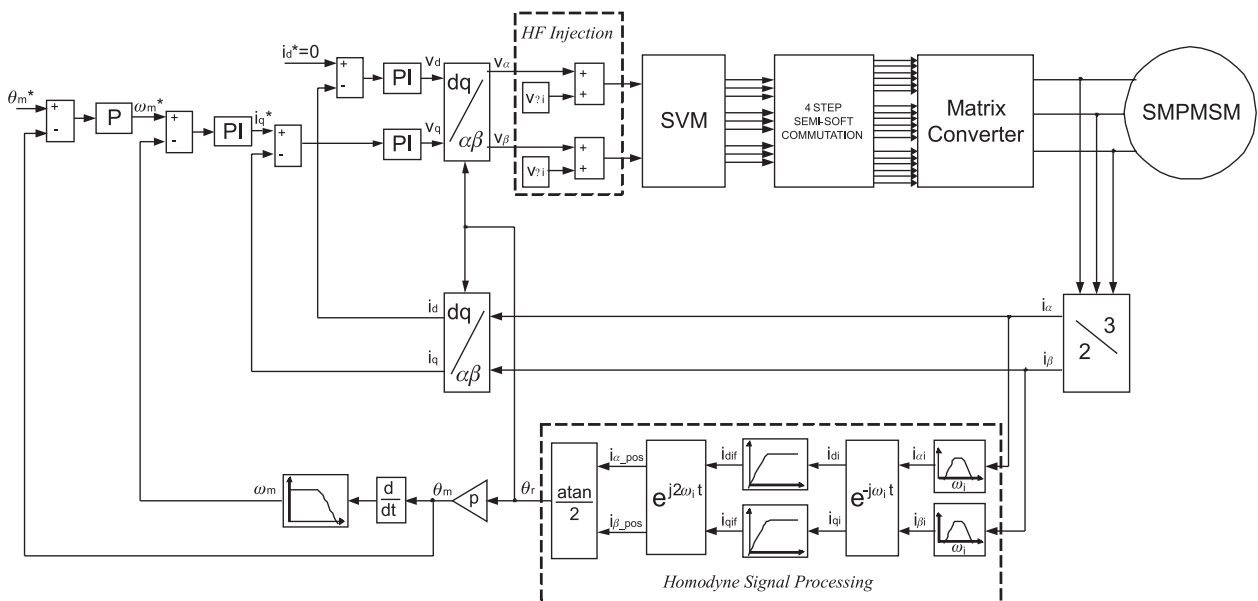 HF Injection
i_d*=0
PI
v_d
dq
αβ
v_α
v_?i
SVM
4 STEP
SEMI-SOFT
COMMUTATION
Matrix
Converter
SMPMSM
θ_m*
P
ω_m*
PI
i_q*
PI
v_q
v_β
v_?i
+
-
+
-
+
-
+
-
+
+
+
+
i_d
i_q
dq
αβ
i_α
i_β
3
2
ω_m
d
dt
θ_m
p
θ_r
atan
2
i_α_pos
i_β_pos
e^j2ω_i t
i_dif
i_qif
i_di
i_qi
e^-jω_i t
i_αi
i_βi
ω_i
ω_i
Homodyne Signal Processing